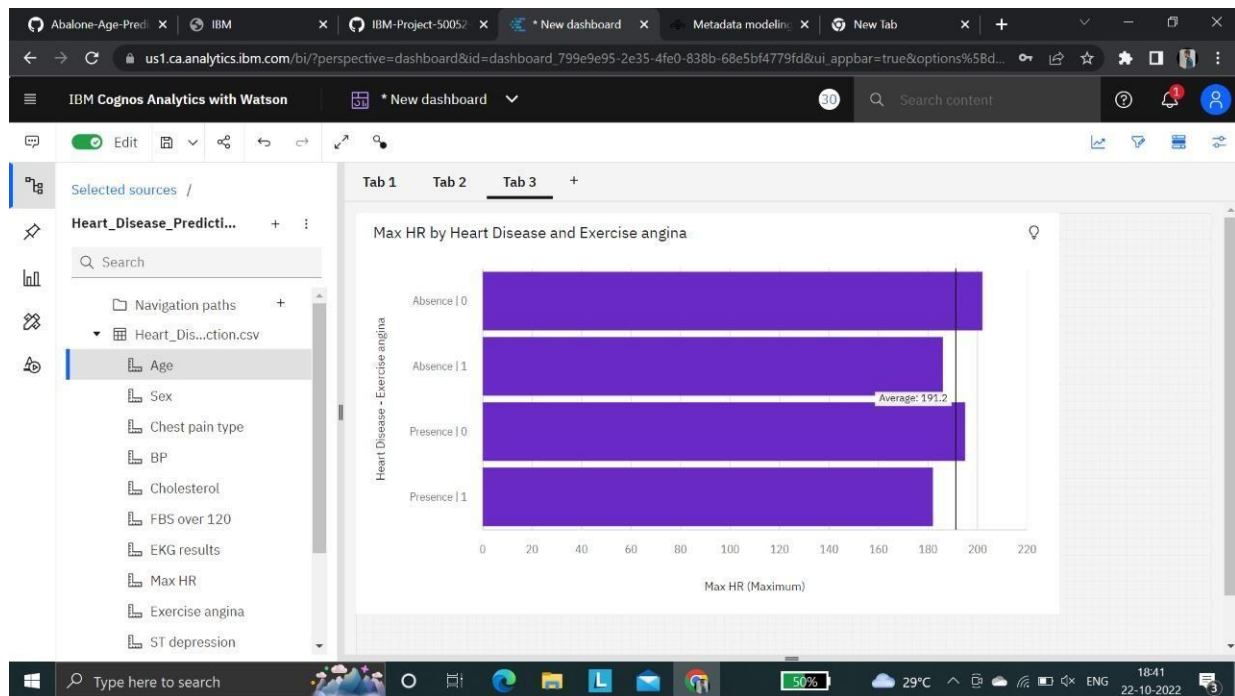 Abalone-Age-Pred
IBM
IBM-Project-50052-
* New dashboard
Metadata modeling
New Tab
us1.ca.analytics.ibm.com/bi/?perspective=dashboard&id=dashboard_799e9e95-2e35-4fe0-838b-68e5bf4779fd&ui_appbar=true&options%5Bd...
IBM Cognos Analytics with Watson
* New dashboard
30
Search content
1
Edit
Selected sources /
Tab 1 Tab 2 Tab 3 +
Heart_Disease_Predicti...
Search
Navigation paths
Heart_Dis...ction.csv
Age
Sex
Chest pain type
BP
Cholesterol
FBS over 120
EKG results
Max HR
Exercise angina
ST depression
Max HR by Heart Disease and Exercise angina
Heart Disease - Exercise angina
Absence | 0
Absence | 1
Average: 191.2
Presence | 0
Presence | 1
0 20 40 60 80 100 120 140 160 180 200 220
Max HR (Maximum)
Type here to search
L
50%
29°C
ENG
18:41
22-10-2022
3